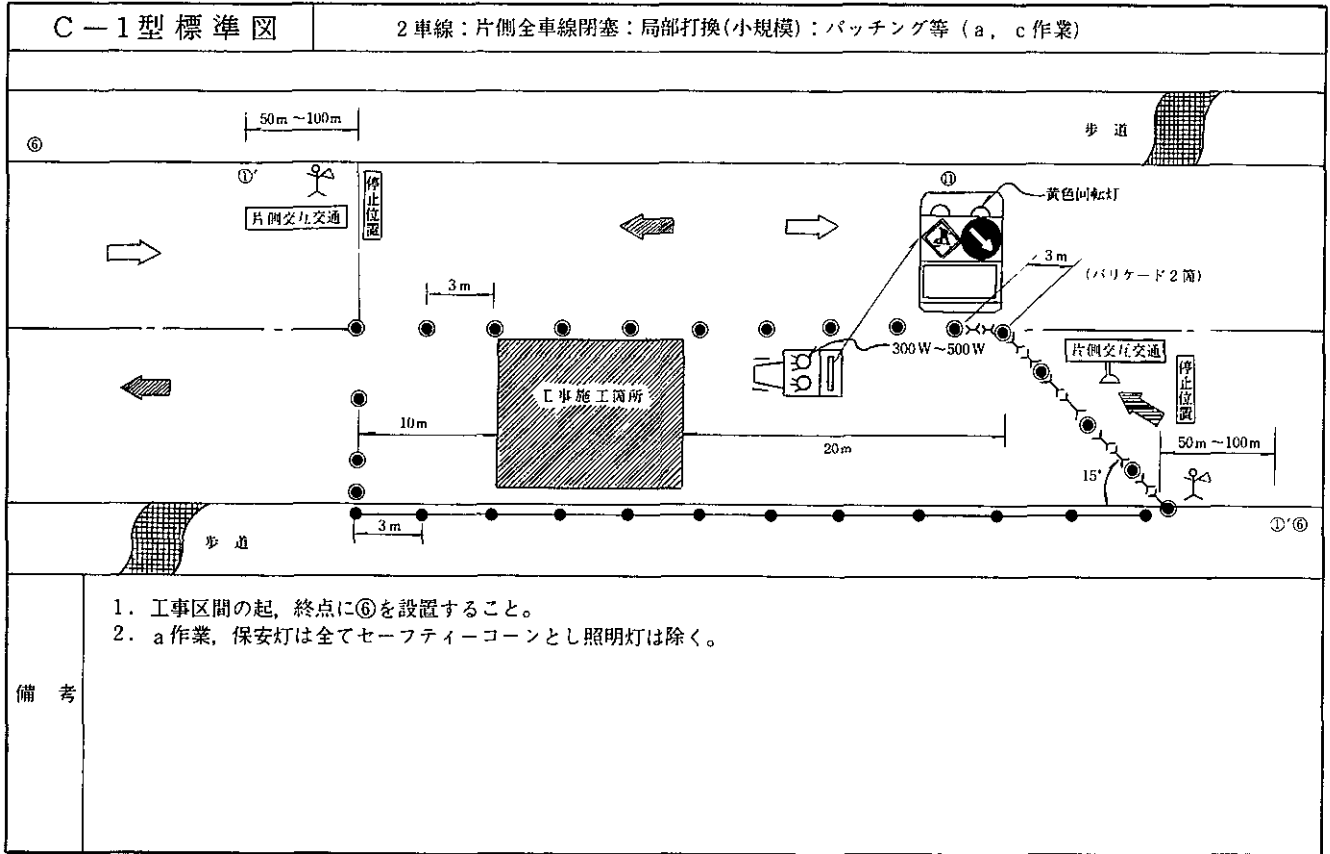 C－1型標準図
2車線：片側全車線閉塞：局部打換(小規模)：パッチング等（a，c作業）
50m～100m
歩道
⑥
①′
停止位置
片側交互交通
⑪
黄色回転灯
3m
(バリケード2箇)
3m
300W～500W
片側交互交通
停止位置
工事施工箇所
10m
20m
50m～100m
15°
3m
歩道
①′⑥
備考
1．工事区間の起，終点に⑥を設置すること。
2．a作業，保安灯は全てセーフティーコーンとし照明灯は除く。